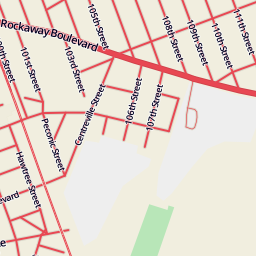 Rockaway Boulevard
105th Street
108th Street
109th Street
110th Street
111th Street
101st Street
103rd Street
Centreville Street
106th Street
107th Street
Peconic Street
Hawtree Street